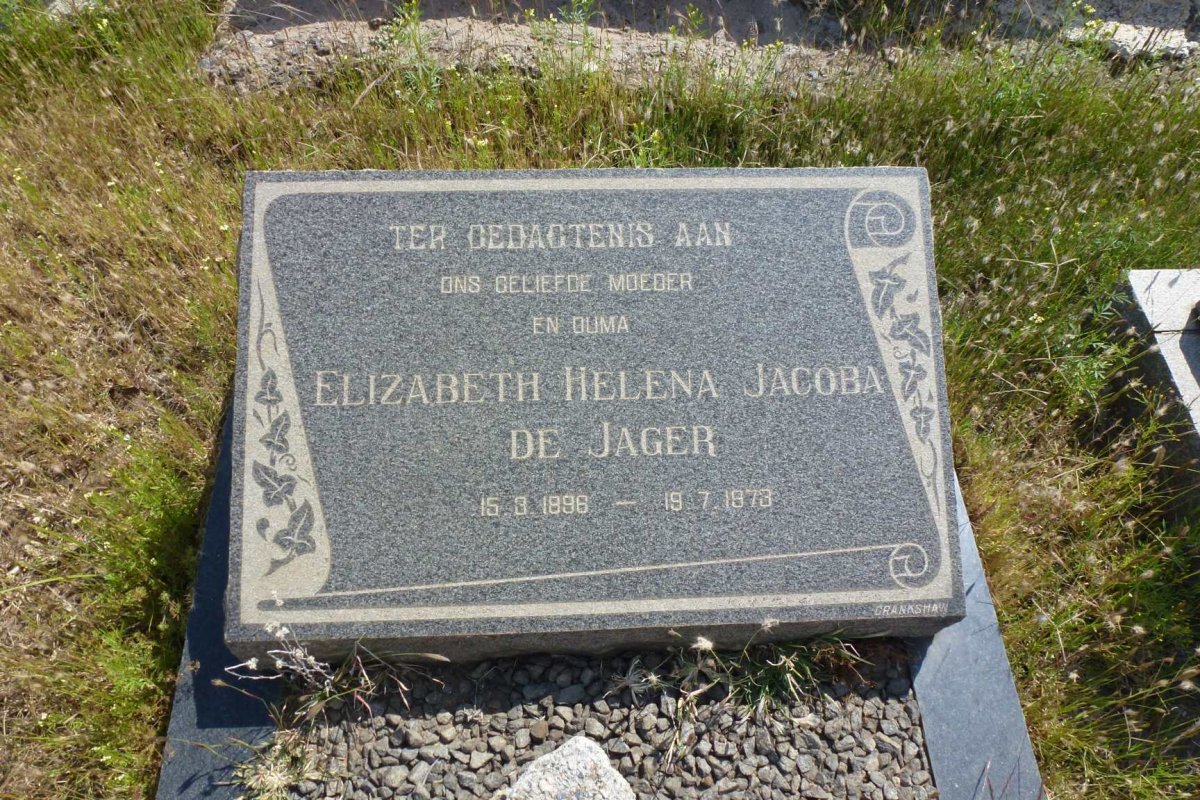 TER GEDAGTENIS AAN
ONS GELIEFDE MOEDER
EN OUMA
ELIZABETH HELENA JACOBA
DE JAGER
15.3.1896 — 19.7.1973
CRANKSHAW